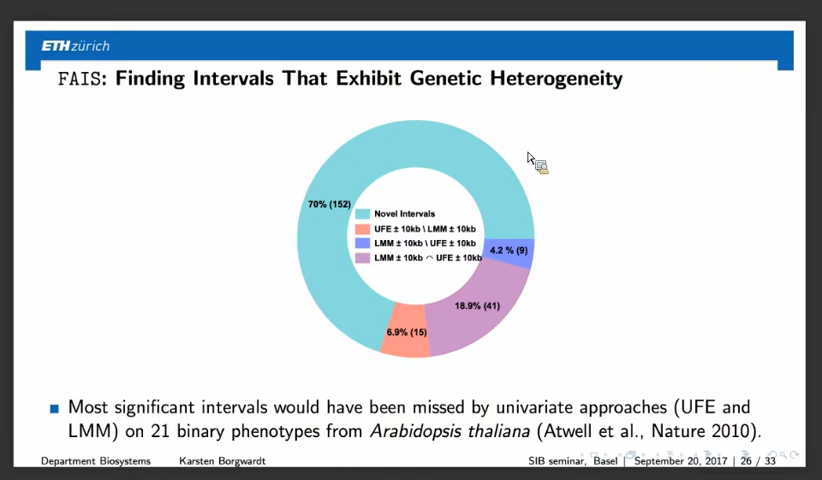 ETH zürich
FAIS: Finding Intervals That Exhibit Genetic Heterogeneity
70% (152)
Novel Intervals
UFE ± 10kb \ LMM ± 10kb
LMM ± 10kb \ UFE ± 10kb
LMM ± 10kb ⌢ UFE ± 10kb
4.2 % (9)
18.9% (41)
6.9% (15)
Most significant intervals would have been missed by univariate approaches (UFE and
LMM) on 21 binary phenotypes from Arabidopsis thaliana (Atwell et al., Nature 2010).
Department Biosystems Karsten Borgwardt SIB seminar, Basel | September 20, 2017 | 26 / 33